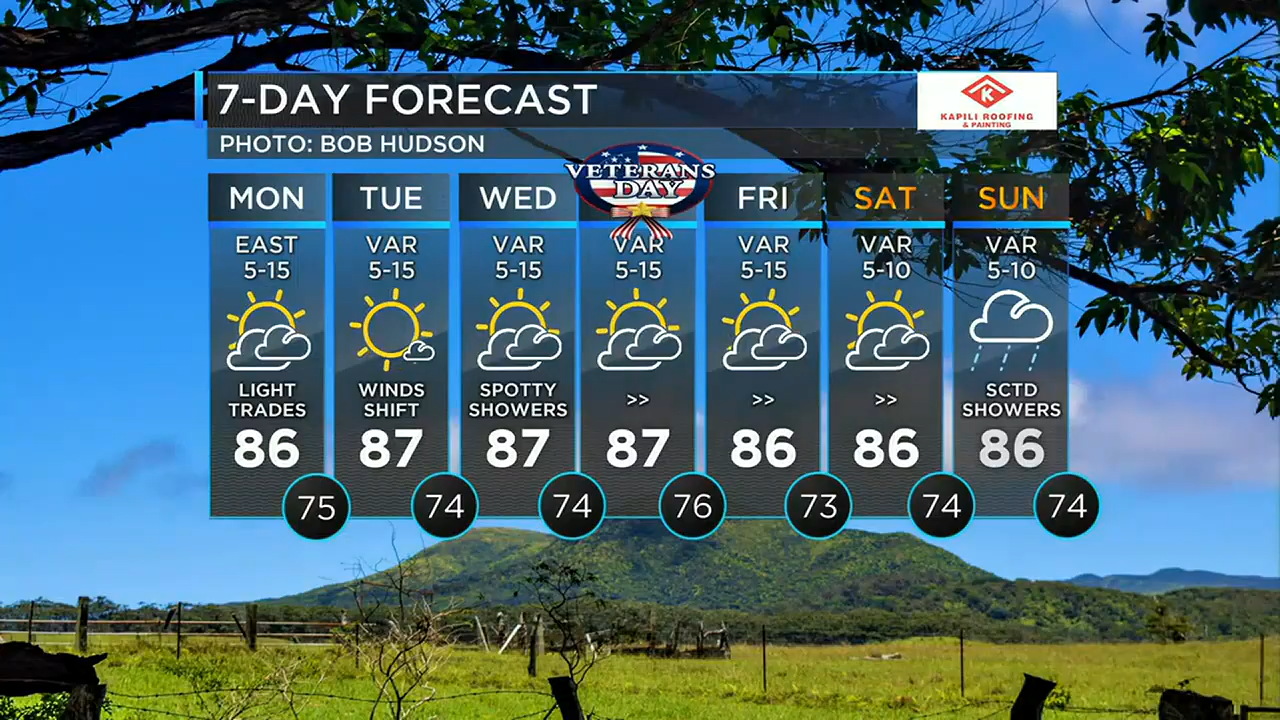 7-DAY FORECAST
K
KAPILI ROOFING
& PAINTING
PHOTO: BOB HUDSON
MON
EAST
5-15
LIGHT
TRADES
86
75
TUE
VAR
5-15
WINDS
SHIFT
87
74
WED
VAR
5-15
SPOTTY
SHOWERS
87
74
VETERANS
DAY
VAR
5-15
>>
87
76
FRI
VAR
5-15
>>
86
73
SAT
VAR
5-10
>>
86
74
SUN
VAR
5-10
SCTD
SHOWERS
86
74